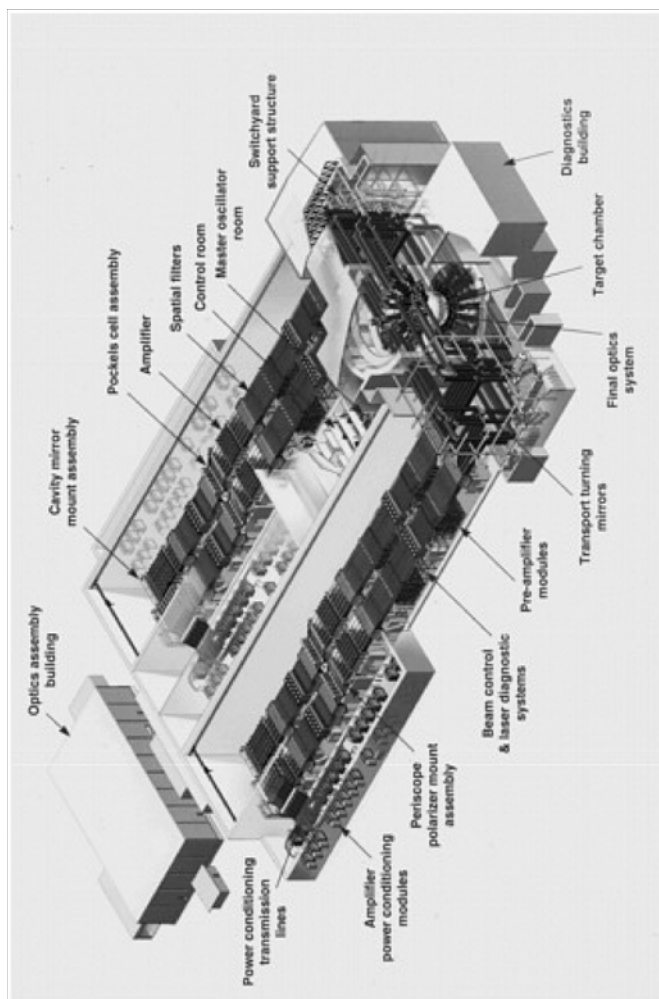 Optics assembly
building
Cavity mirror
mount assembly
Pockels cell assembly
Amplifier
Spatial filters
Control room
Master oscillator
room
Switchyard
support structure
Power conditioning
transmission
lines
Amplifier
power conditioning
modules
Periscope
polarizer mount
assembly
Beam control
& laser diagnostic
systems
Pre-amplifier
modules
Transport turning
mirrors
Final optics
system
Target chamber
Diagnostics
building